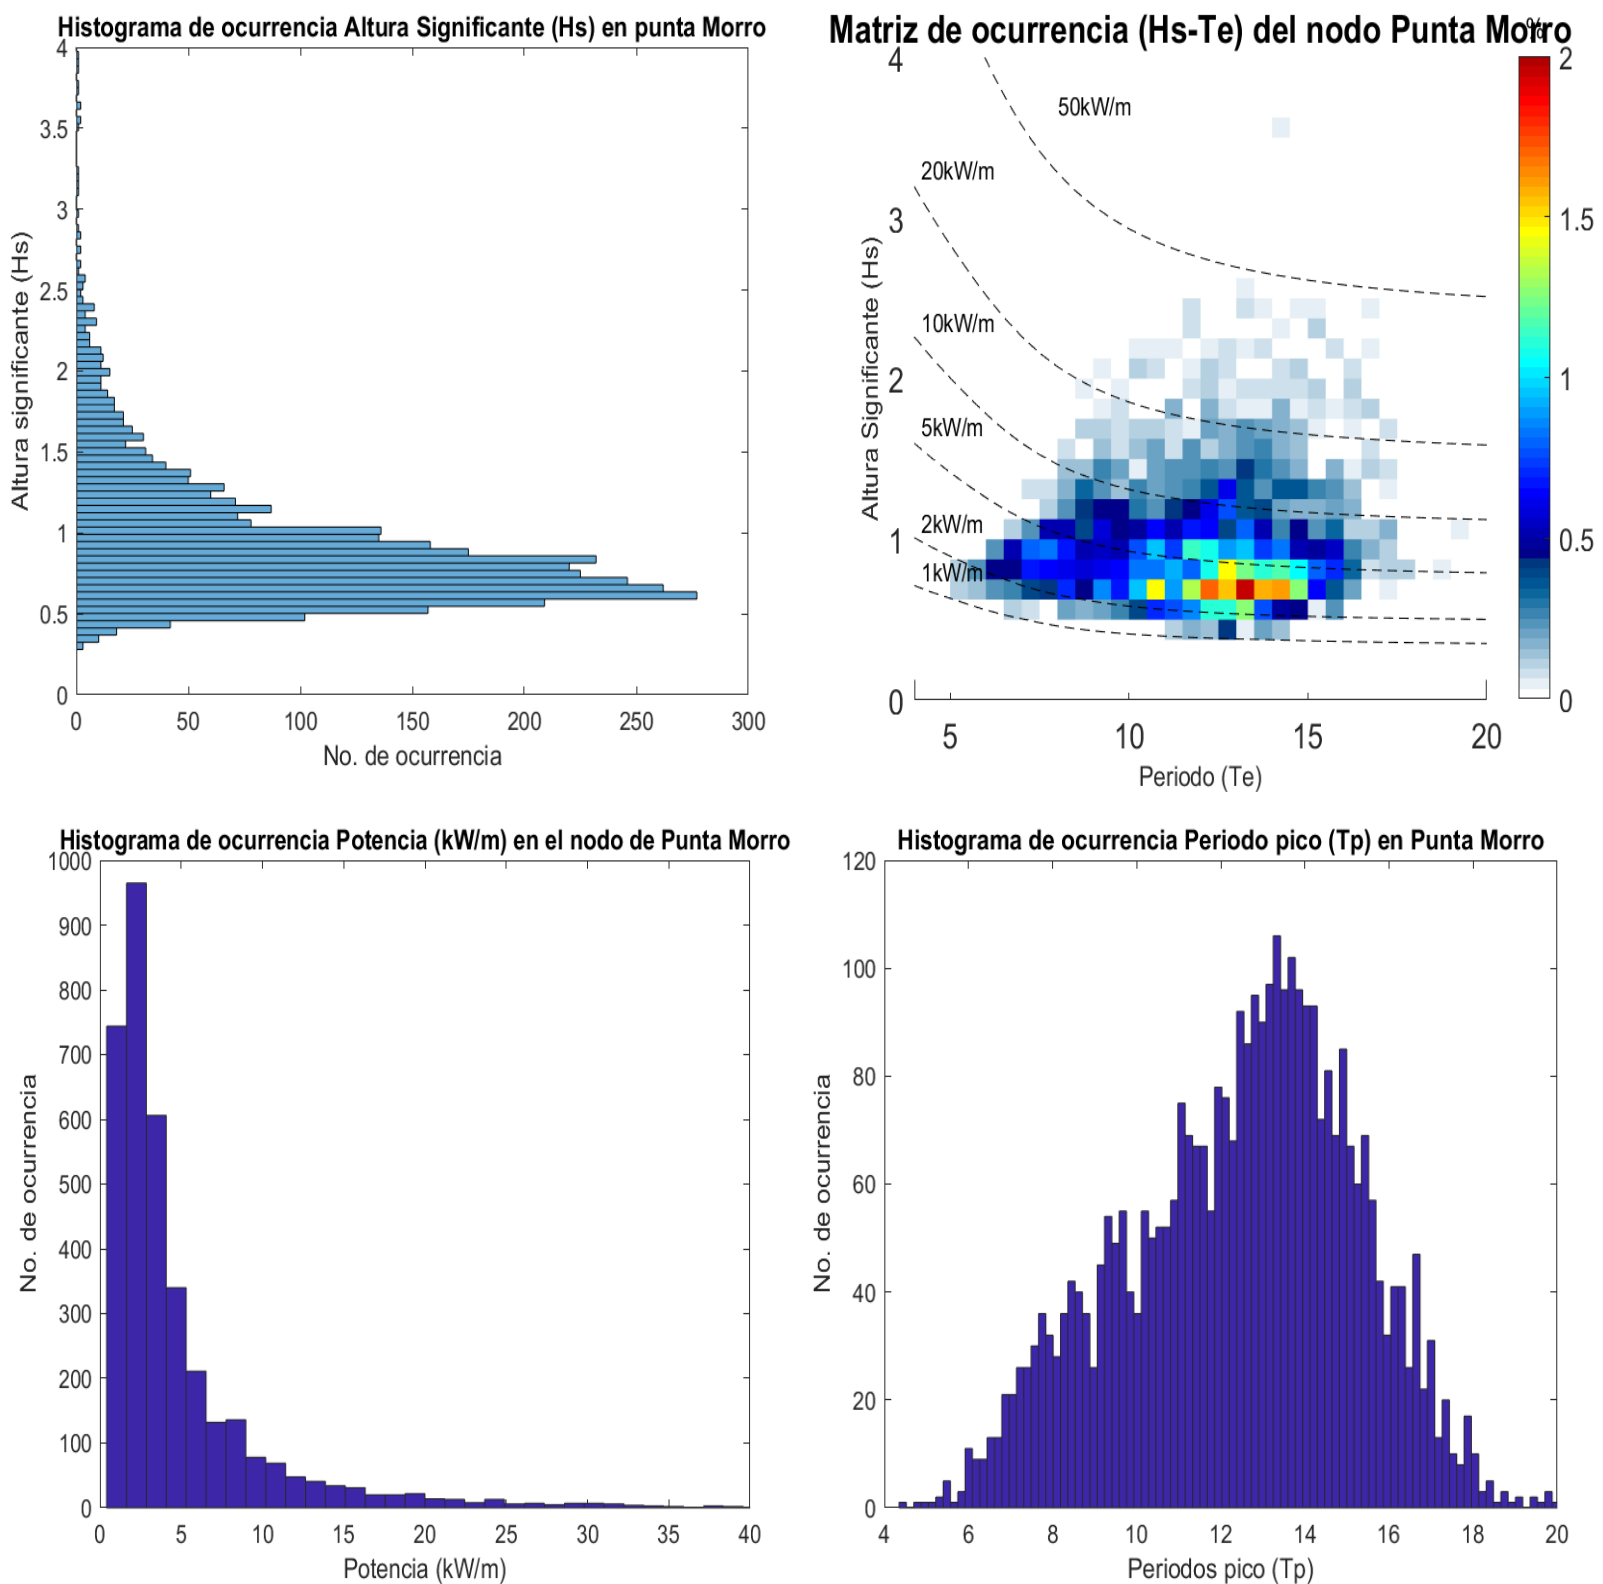 Histograma de ocurrencia Altura Significante (Hs) en punta Morro
4
3.5
3
2.5
2
1.5
1
0.5
0
Altura significante (Hs)
0 50 100 150 200 250 300
No. de ocurrencia
Matriz de ocurrencia (Hs-Te) del nodo Punta Morro
%
4
3
2
1
0
Altura Significante (Hs)
50kW/m
20kW/m
10kW/m
5kW/m
2kW/m
1kW/m
5 10 15 20
Periodo (Te)
2
1.5
1
0.5
0
Histograma de ocurrencia Potencia (kW/m) en el nodo de Punta Morro
1000
900
800
700
600
500
400
300
200
100
0
No. de ocurrencia
0 5 10 15 20 25 30 35 40
Potencia (kW/m)
Histograma de ocurrencia Periodo pico (Tp) en Punta Morro
120
100
80
60
40
20
0
No. de ocurrencia
4 6 8 10 12 14 16 18 20
Periodos pico (Tp)